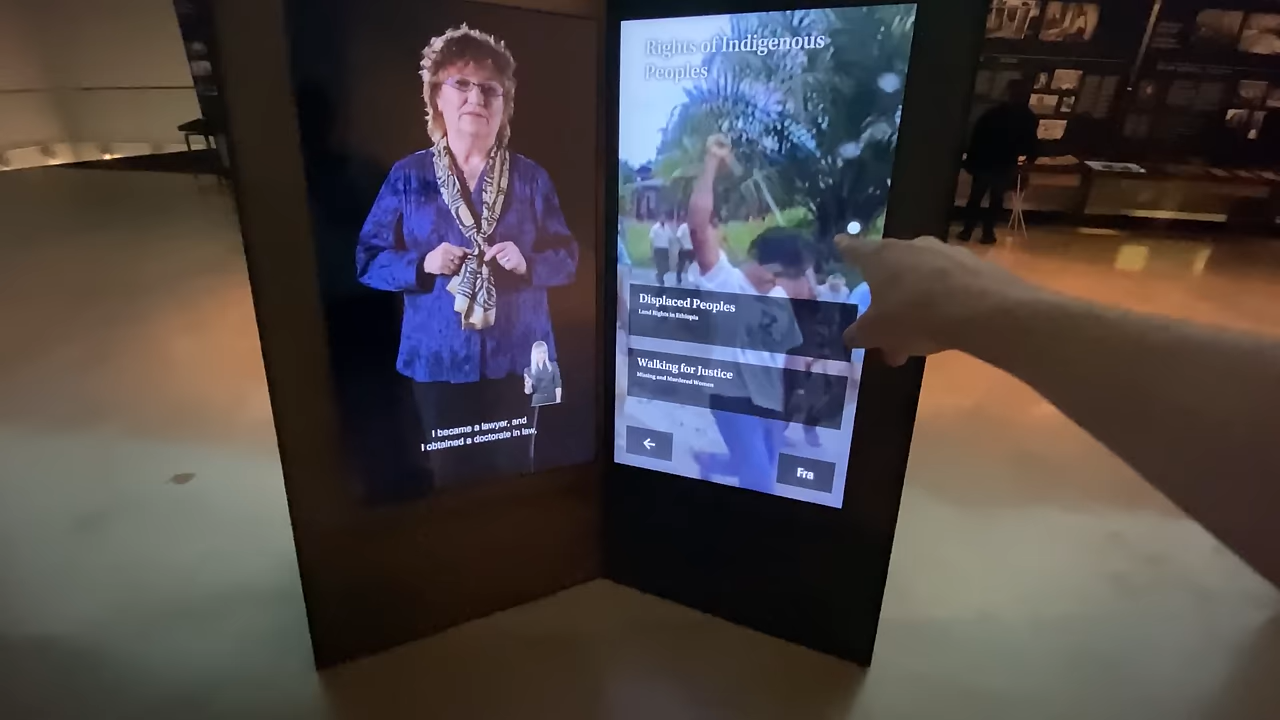 I became a lawyer, and
I obtained a doctorate in law,
Rights of Indigenous
Peoples
Displaced Peoples
Land Rights in Ethiopia
Walking for Justice
Missing and Murdered Women
Fra